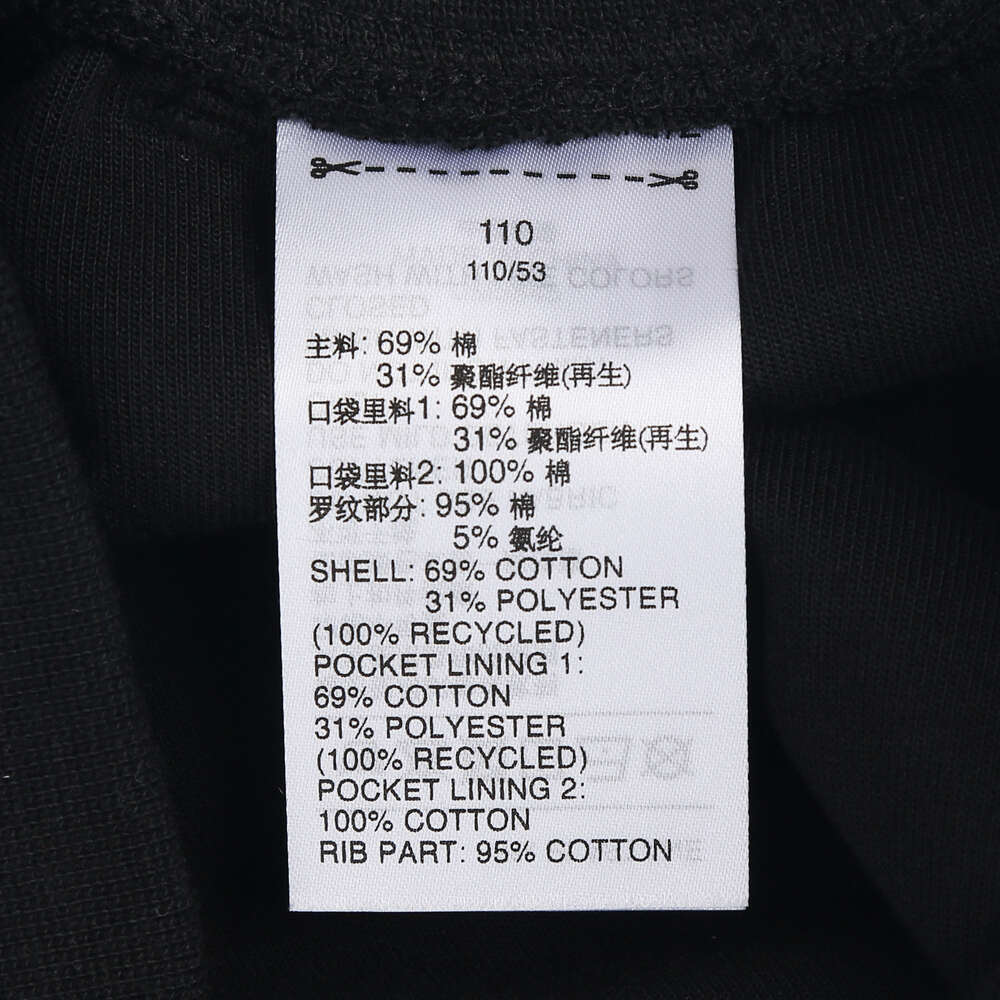 110
110/53
主料: 69% 棉
31% 聚酯纤维(再生)
口袋里料1: 69% 棉
31% 聚酯纤维(再生)
口袋里料2: 100% 棉
罗纹部分: 95% 棉
5% 氨纶
SHELL: 69% COTTON
31% POLYESTER
(100% RECYCLED)
POCKET LINING 1:
69% COTTON
31% POLYESTER
(100% RECYCLED)
POCKET LINING 2:
100% COTTON
RIB PART: 95% COTTON